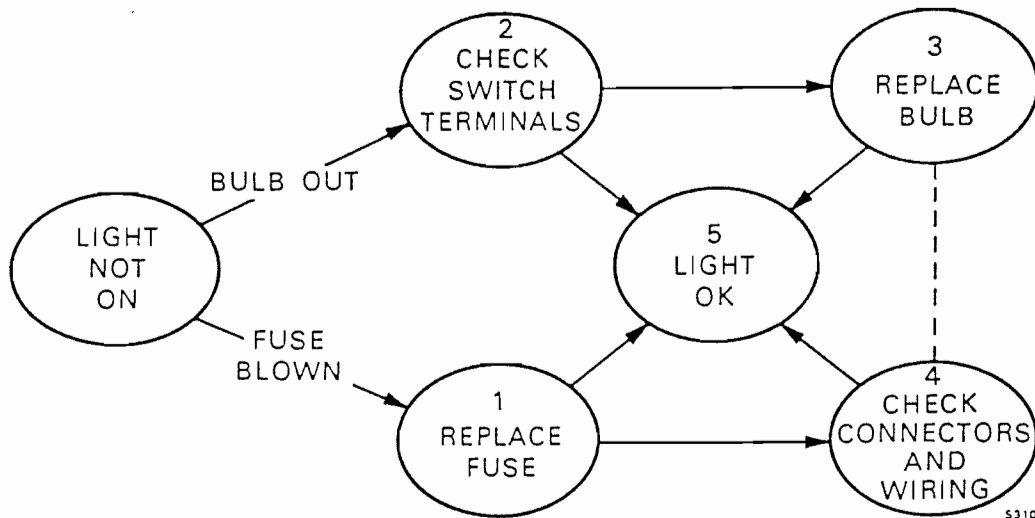 LIGHT
NOT
ON
BULB OUT
FUSE
BLOWN
2
CHECK
SWITCH
TERMINALS
3
REPLACE
BULB
5
LIGHT
OK
1
REPLACE
FUSE
4
CHECK
CONNECTORS
AND
WIRING